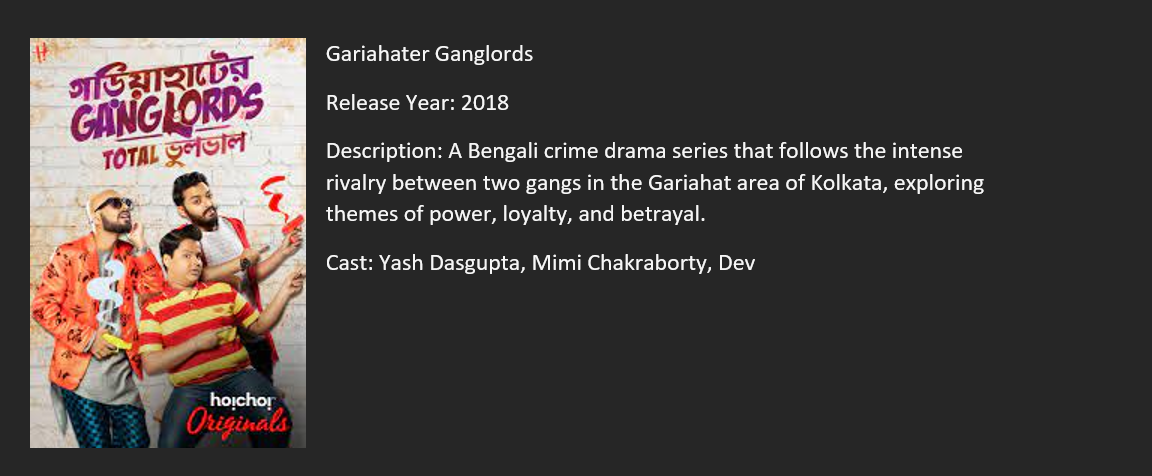 গড়িয়াহাটের
GANGLORDS
TOTAL ভুলভাল
hoichoi
Originals
Gariahater Ganglords
Release Year: 2018
Description: A Bengali crime drama series that follows the intense
rivalry between two gangs in the Gariahat area of Kolkata, exploring
themes of power, loyalty, and betrayal.
Cast: Yash Dasgupta, Mimi Chakraborty, Dev